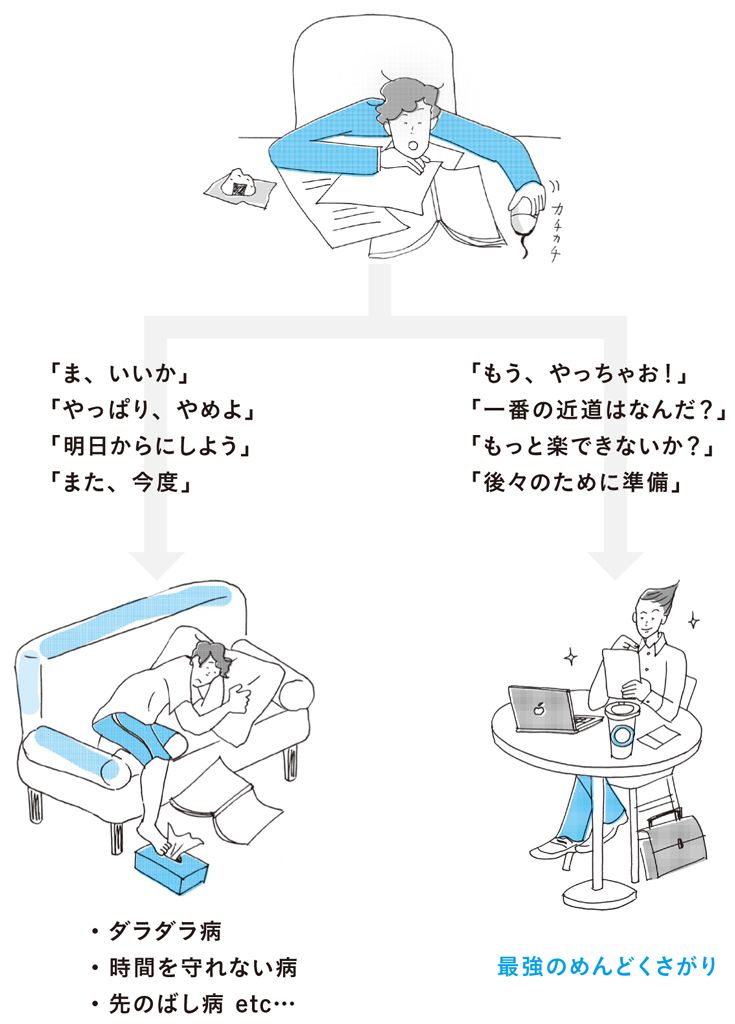 カチカチ
「ま、いいか」
「やっぱり、やめよ」
「明日からにしよう」
「また、今度」
「もう、やっちゃお！」
「一番の近道はなんだ？」
「もっと楽できないか？」
「後々のために準備」
・ダラダラ病
・時間を守れない病
・先のばし病 etc…
最強のめんどくさがり